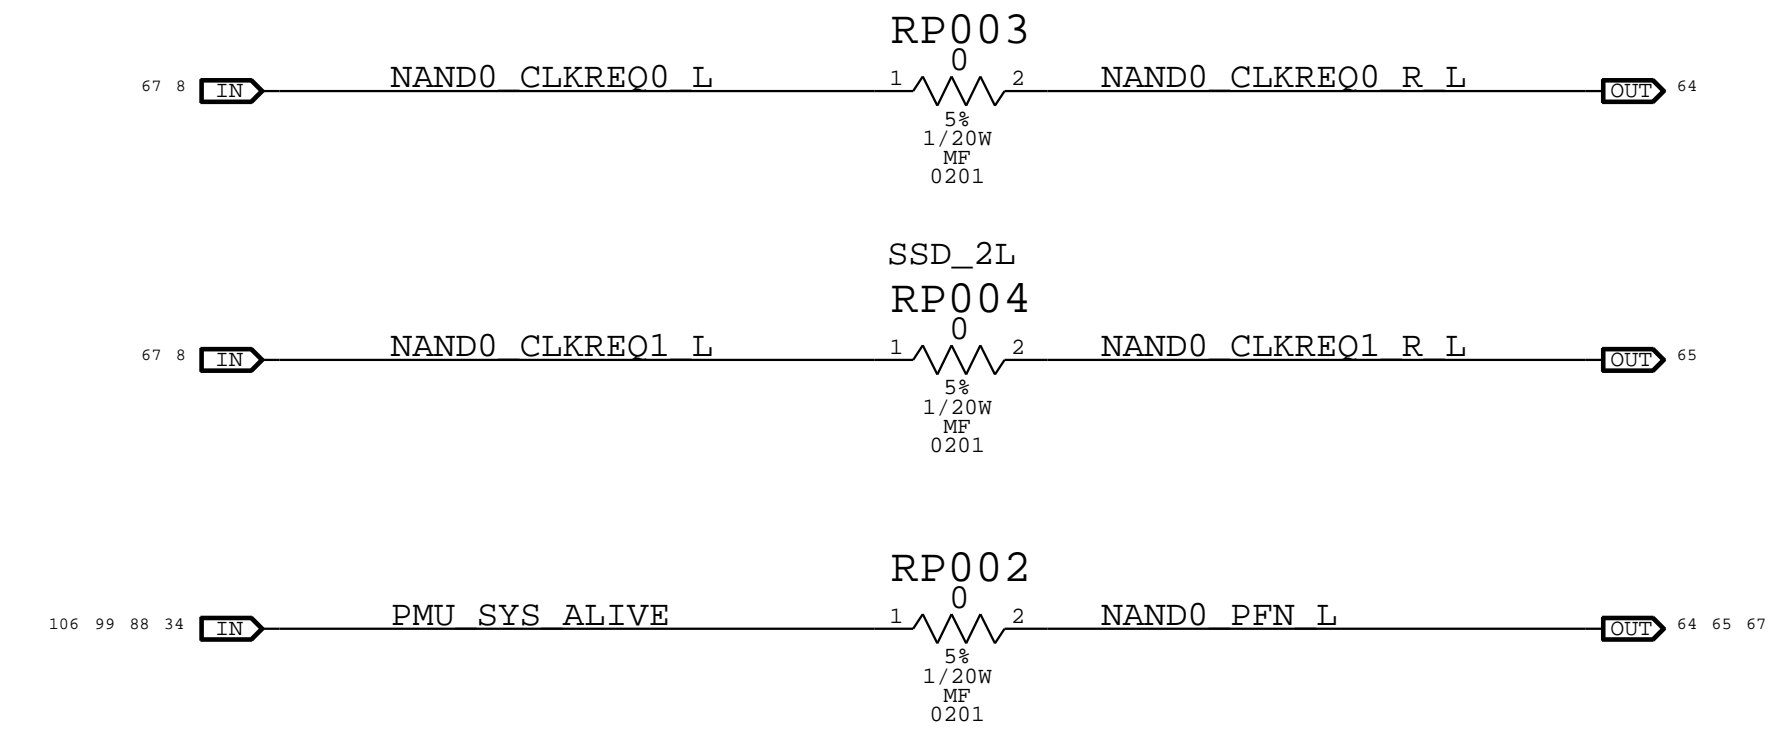 RP003
0
67 8 IN NAND0_CLKREQ0_L 1 2 NAND0_CLKREQ0_R_L OUT 64
5%
1/20W
MF
0201
SSD_2L
RP004
0
67 8 IN NAND0_CLKREQ1_L 1 2 NAND0_CLKREQ1_R_L OUT 65
5%
1/20W
MF
0201
RP002
0
106 99 88 34 IN PMU_SYS_ALIVE 1 2 NAND0_PFN_L OUT 64 65 67
5%
1/20W
MF
0201